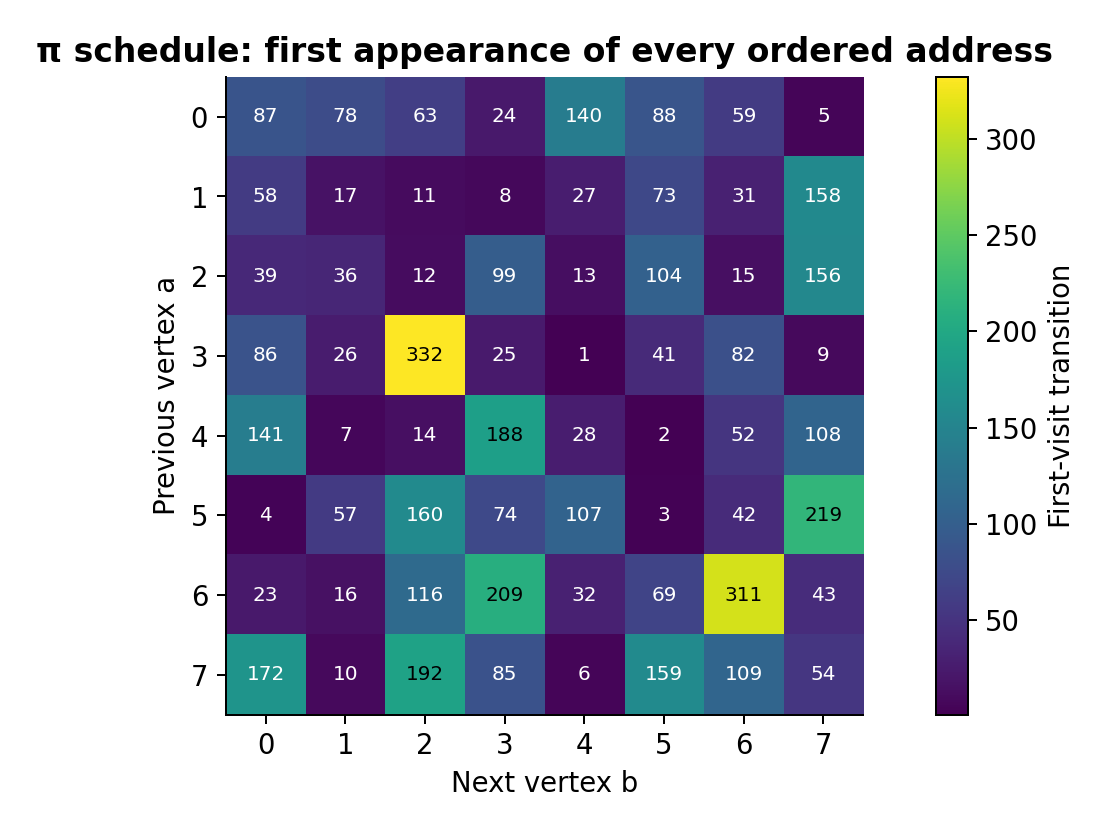 π schedule: first appearance of every ordered address
0 87 78 63 24 140 88 59 5
1 58 17 11 8 27 73 31 158
2 39 36 12 99 13 104 15 156
3 86 26 332 25 1 41 82 9
4 141 7 14 188 28 2 52 108
5 4 57 160 74 107 3 42 219
6 23 16 116 209 32 69 311 43
7 172 10 192 85 6 159 109 54
0 1 2 3 4 5 6 7
Next vertex b
Previous vertex a
300
250
200
150
100
50
First-visit transition